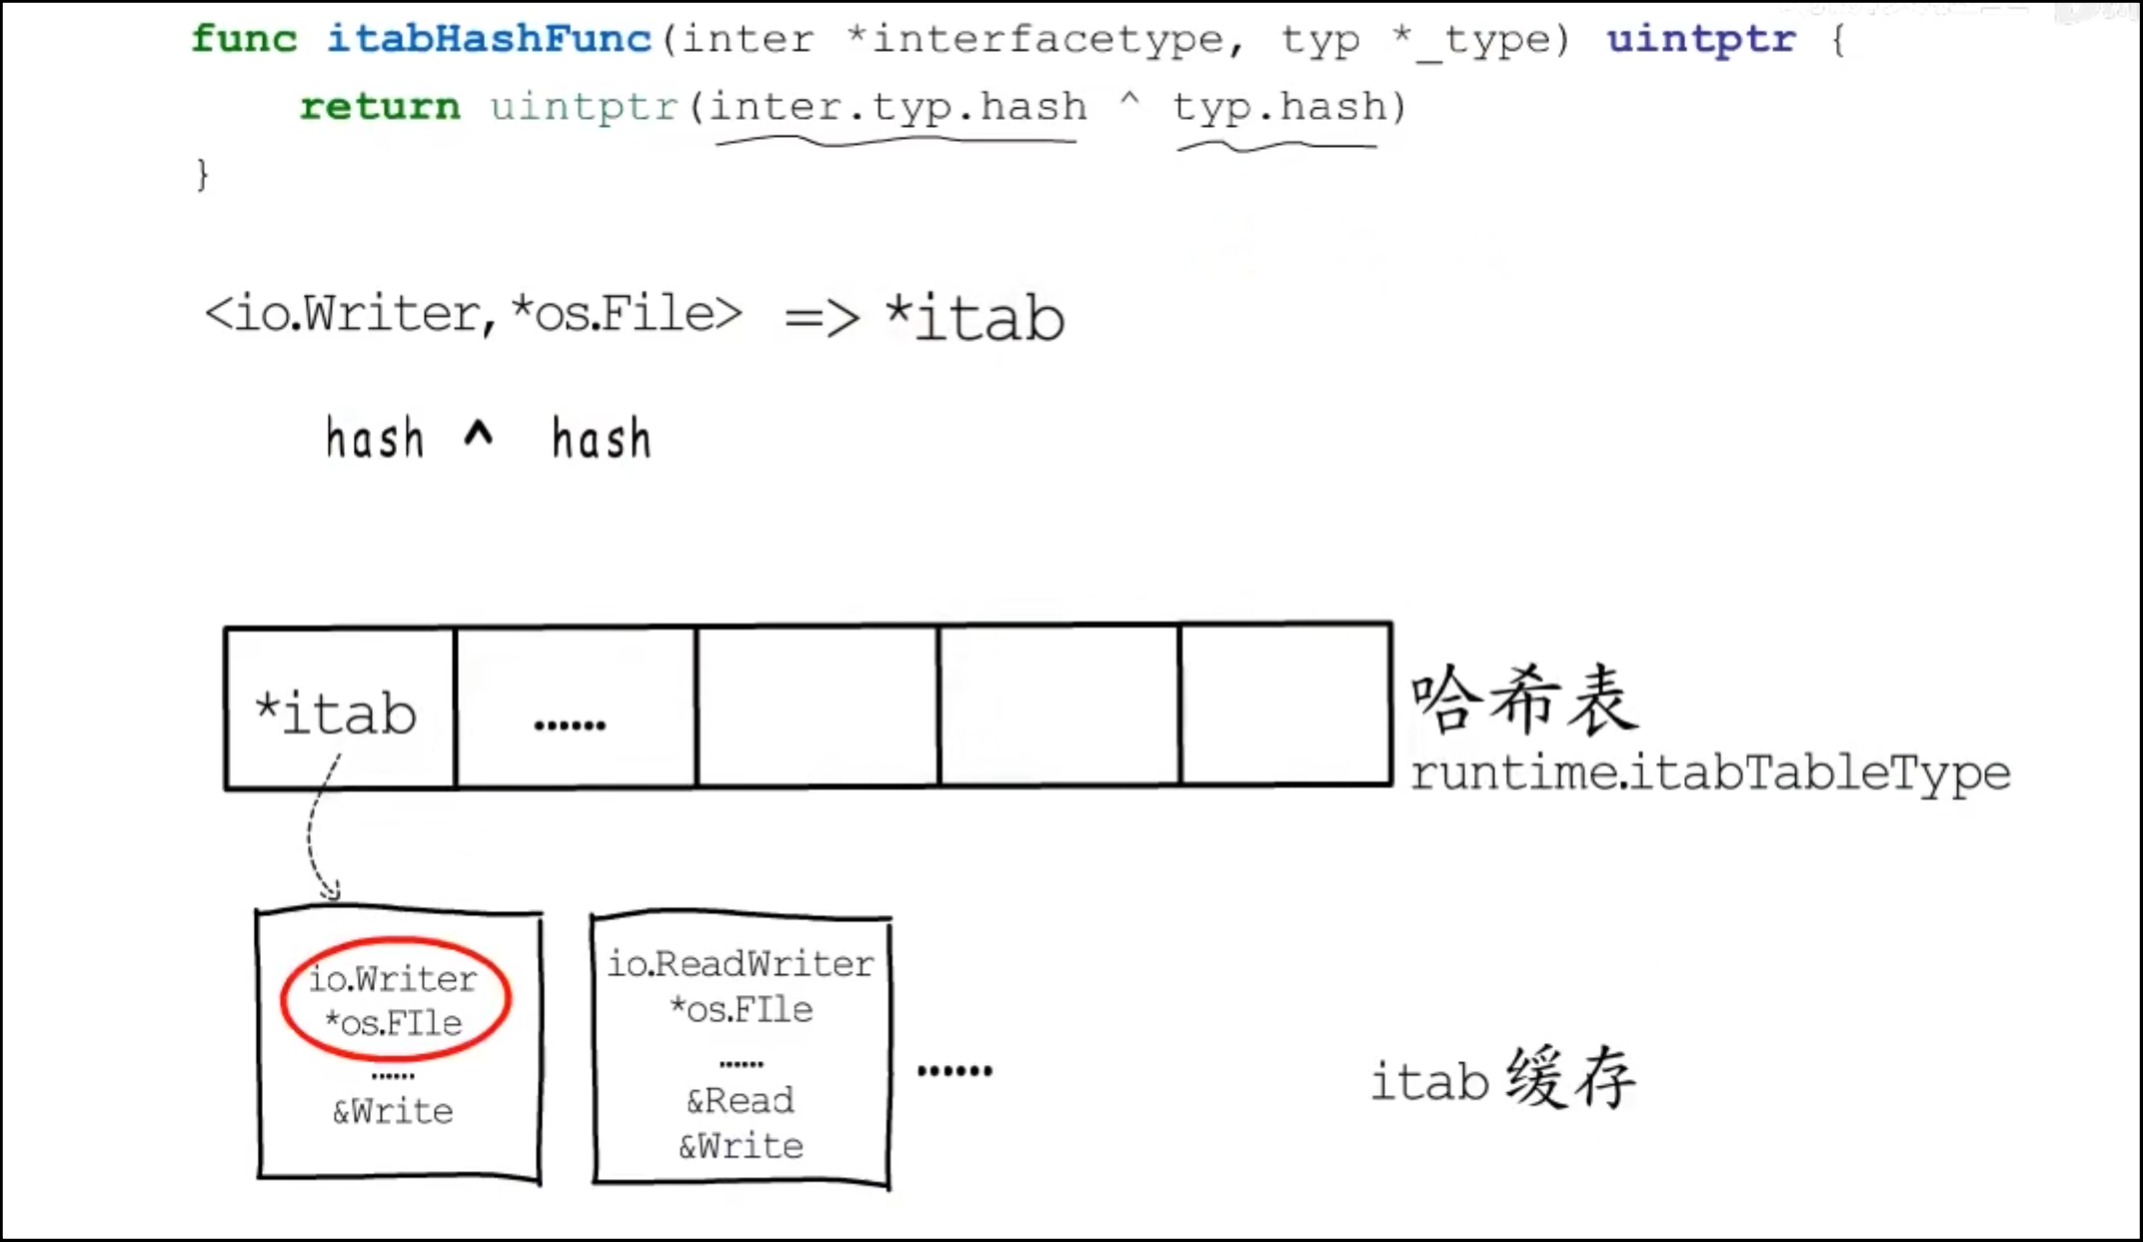 func itabHashFunc(inter *interfacetype, typ *_type) uintptr {
return uintptr(inter.typ.hash ^ typ.hash)
}
<io.Writer, *os.File> => *itab
hash ^ hash
*itab ......
哈希表
runtime.itabTableType
io.Writer
*os.FIle
......
&Write
io.ReadWriter
*os.FIle
......
&Read
&Write
......
itab 缓存